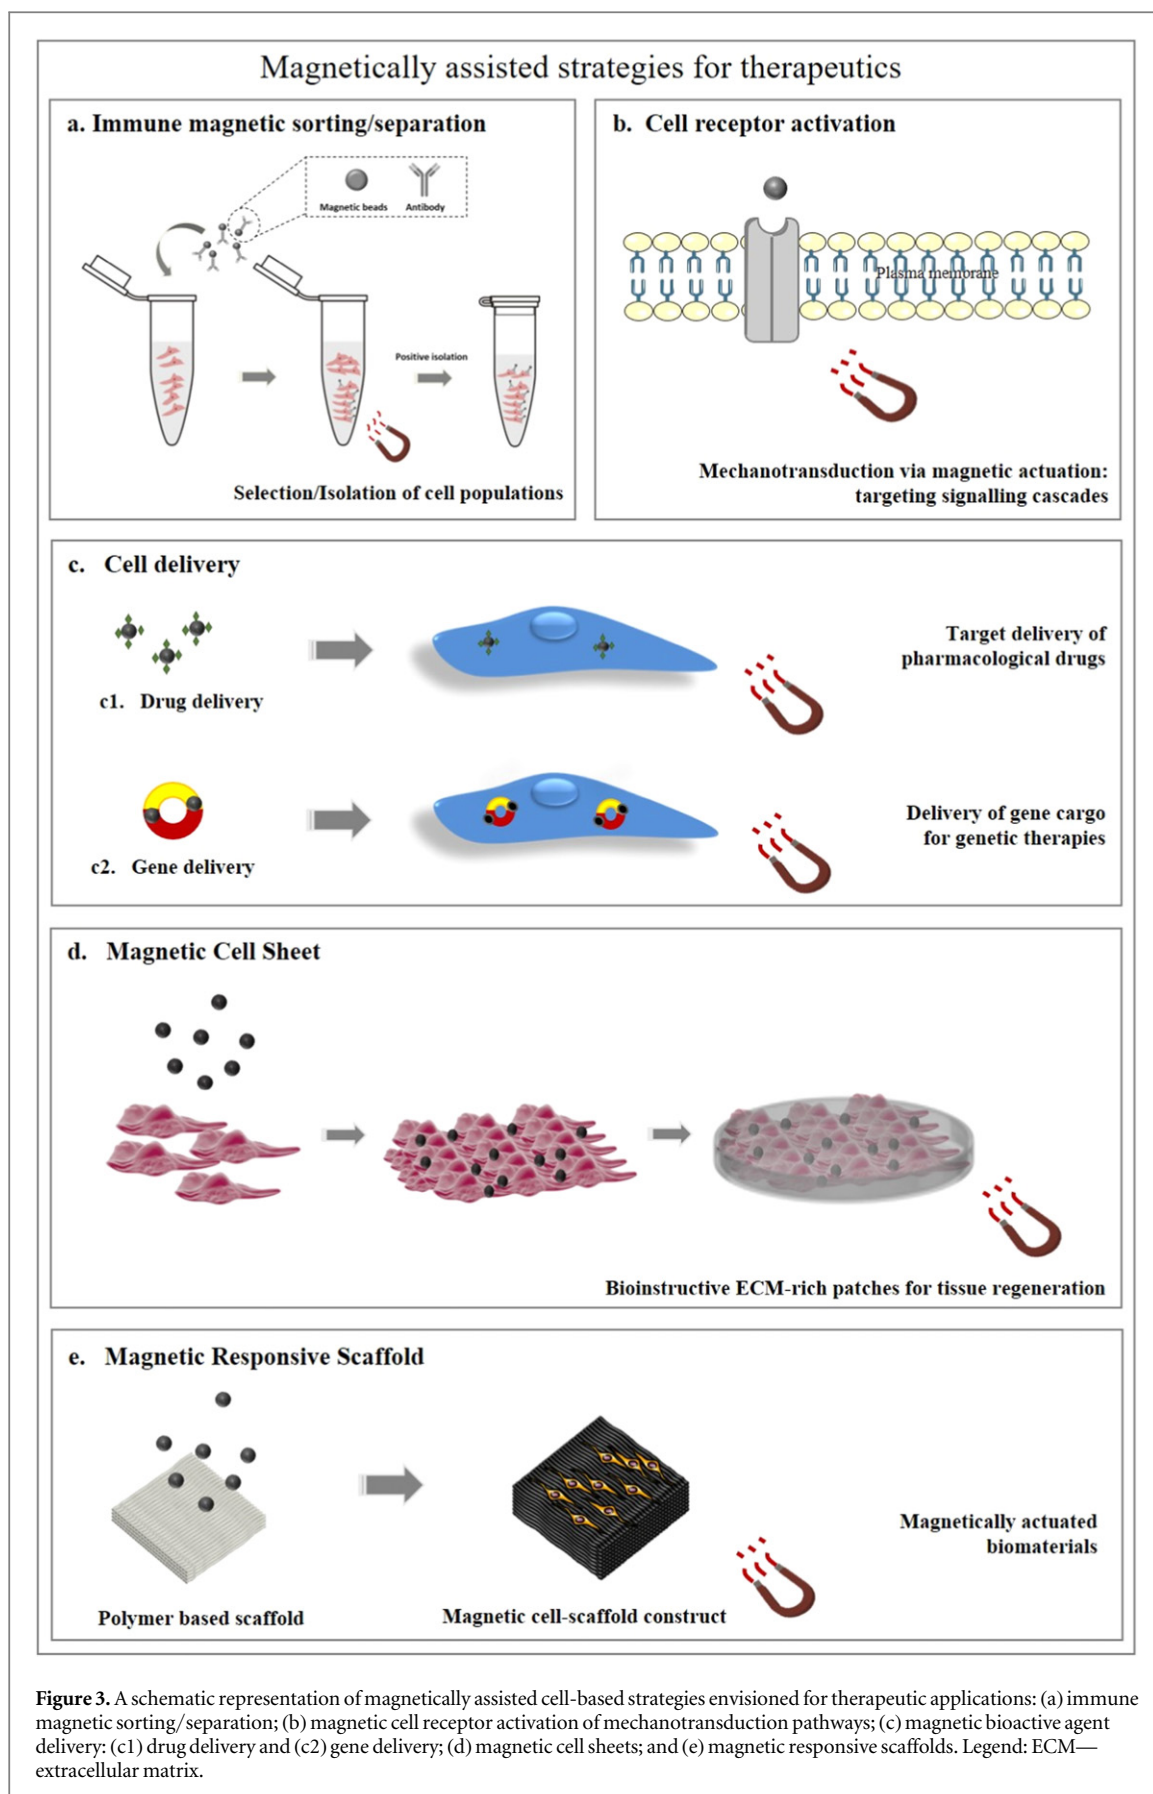 Magnetically assisted strategies for therapeutics
a. Immune magnetic sorting/separation
Magnetic beads
Antibody
Positive isolation
Selection/Isolation of cell populations
b. Cell receptor activation
Plasma membrane
Mechanotransduction via magnetic actuation:
targeting signalling cascades
c. Cell delivery
c1. Drug delivery
Target delivery of
pharmacological drugs
c2. Gene delivery
Delivery of gene cargo
for genetic therapies
d. Magnetic Cell Sheet
Bioinstructive ECM-rich patches for tissue regeneration
e. Magnetic Responsive Scaffold
Polymer based scaffold
Magnetic cell-scaffold construct
Magnetically actuated
biomaterials
Figure 3. A schematic representation of magnetically assisted cell-based strategies envisioned for therapeutic applications: (a) immune
magnetic sorting/separation; (b) magnetic cell receptor activation of mechanotransduction pathways; (c) magnetic bioactive agent
delivery: (c1) drug delivery and (c2) gene delivery; (d) magnetic cell sheets; and (e) magnetic responsive scaffolds. Legend: ECM—
extracellular matrix.